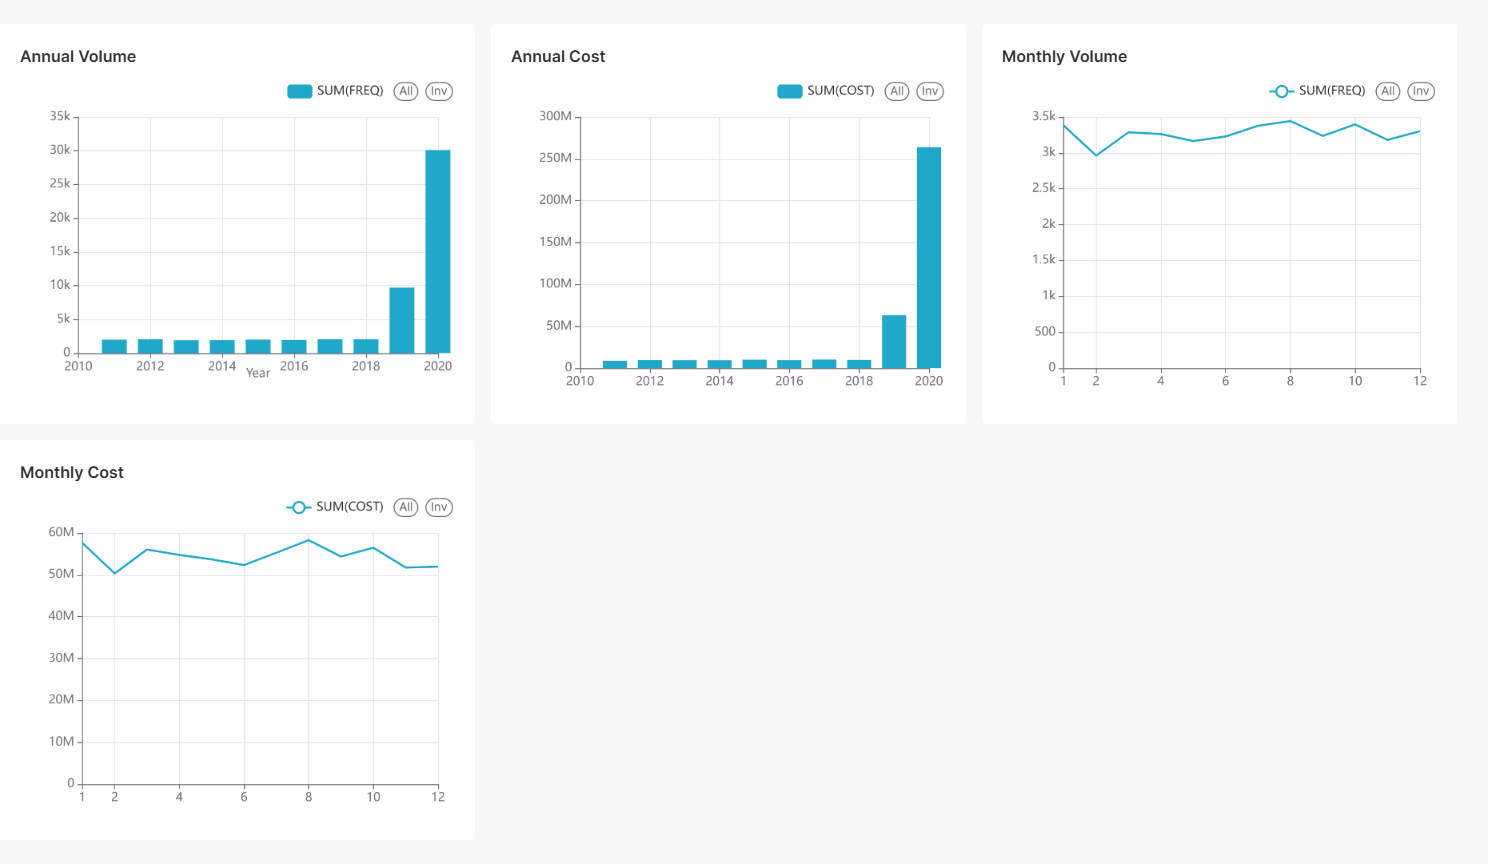 Annual Volume
SUM(FREQ) All Inv
35k
30k
25k
20k
15k
10k
5k
0
2010 2012 2014 2016 2018 2020
Year
Annual Cost
SUM(COST) All Inv
300M
250M
200M
150M
100M
50M
0
2010 2012 2014 2016 2018 2020
Monthly Volume
SUM(FREQ) All Inv
3.5k
3k
2.5k
2k
1.5k
1k
500
0
1 2 4 6 8 10 12
Monthly Cost
SUM(COST) All Inv
60M
50M
40M
30M
20M
10M
0
1 2 4 6 8 10 12